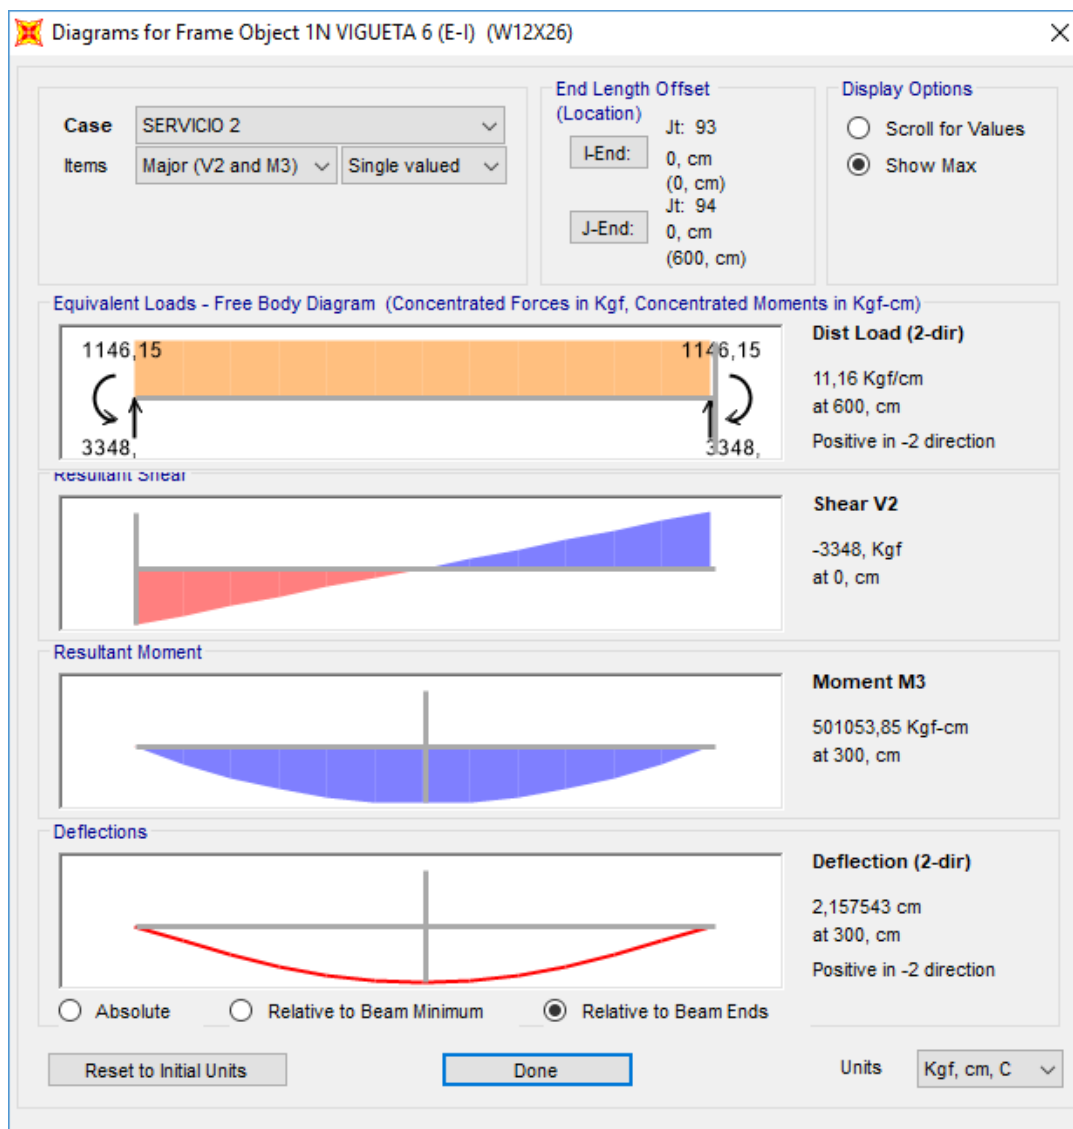 Diagrams for Frame Object 1N VIGUETA 6 (E-I) (W12X26)
Case SERVICIO 2
Items Major (V2 and M3) Single valued
End Length Offset
(Location)
I-End:
Jt: 93
0, cm
(0, cm)
J-End:
Jt: 94
0, cm
(600, cm)
Display Options
Scroll for Values
Show Max
Equivalent Loads - Free Body Diagram (Concentrated Forces in Kgf, Concentrated Moments in Kgf-cm)
1146,15 1146,15
3348, 3348,
Dist Load (2-dir)
11,16 Kgf/cm
at 600, cm
Positive in -2 direction
Resultant Shear
Shear V2
-3348, Kgf
at 0, cm
Resultant Moment
Moment M3
501053,85 Kgf-cm
at 300, cm
Deflections
Deflection (2-dir)
2,157543 cm
at 300, cm
Positive in -2 direction
Absolute Relative to Beam Minimum Relative to Beam Ends
Reset to Initial Units Done Units Kgf, cm, C